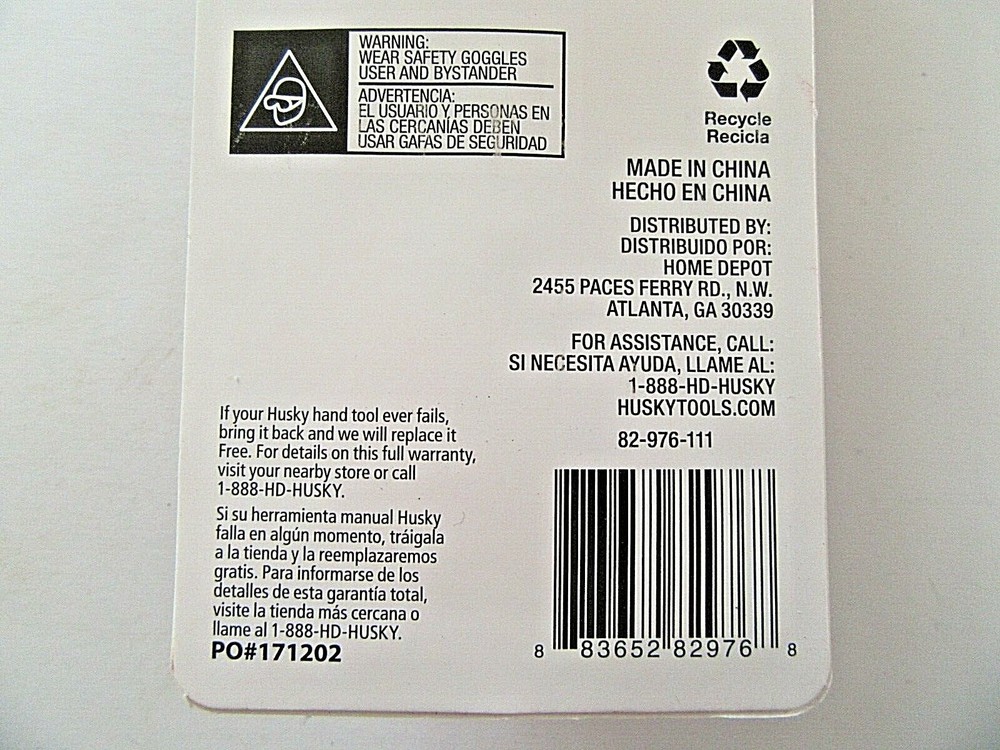 WARNING:
WEAR SAFETY GOGGLES
USER AND BYSTANDER
ADVERTENCIA:
EL USUARIO Y PERSONAS EN
LAS CERCANÍAS DEBEN
USAR GAFAS DE SEGURIDAD
Recycle
Recicla
MADE IN CHINA
HECHO EN CHINA
DISTRIBUTED BY:
DISTRIBUIDO POR:
HOME DEPOT
2455 PACES FERRY RD., N.W.
ATLANTA, GA 30339
FOR ASSISTANCE, CALL:
SI NECESITA AYUDA, LLAME AL:
1-888-HD-HUSKY
HUSKYTOOLS.COM
82-976-111
If your Husky hand tool ever fails,
bring it back and we will replace it
Free. For details on this full warranty,
visit your nearby store or call
1-888-HD-HUSKY.
Si su herramienta manual Husky
falla en algún momento, tráigala
a la tienda y la reemplazaremos
gratis. Para informarse de los
detalles de esta garantía total,
visite la tienda más cercana o
llame al 1-888-HD-HUSKY.
PO#171202
8 83652 82976 8